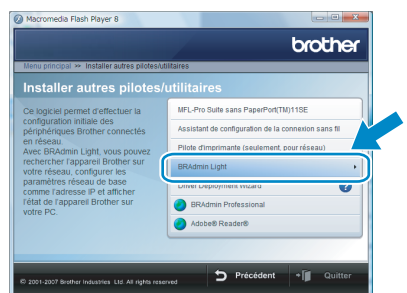 Macromedia Flash Player 8
brother
Menu principal >> Installer autres pilotes/utilitaires
Installer autres pilotes/utilitaires
Ce logiciel permet d'effectuer la
configuration initiale des
périphériques Brother connectés
en réseau.
Avec BRAdmin Light, vous pouvez
rechercher l'appareil Brother sur
votre réseau, configurer les
paramètres réseau de base
comme l'adresse IP et afficher
l'état de l'appareil Brother sur
votre PC.
MFL-Pro Suite sans PaperPort(TM)11SE
Assistant de configuration de la connexion sans fil
Pilote d'imprimante (seulement, pour réseau)
BRAdmin Light
Driver Deployment Wizard ?
BRAdmin Professional
Adobe® Reader®
© 2001-2007 Brother Industries Ltd. All rights reserved
Précédent
Quitter